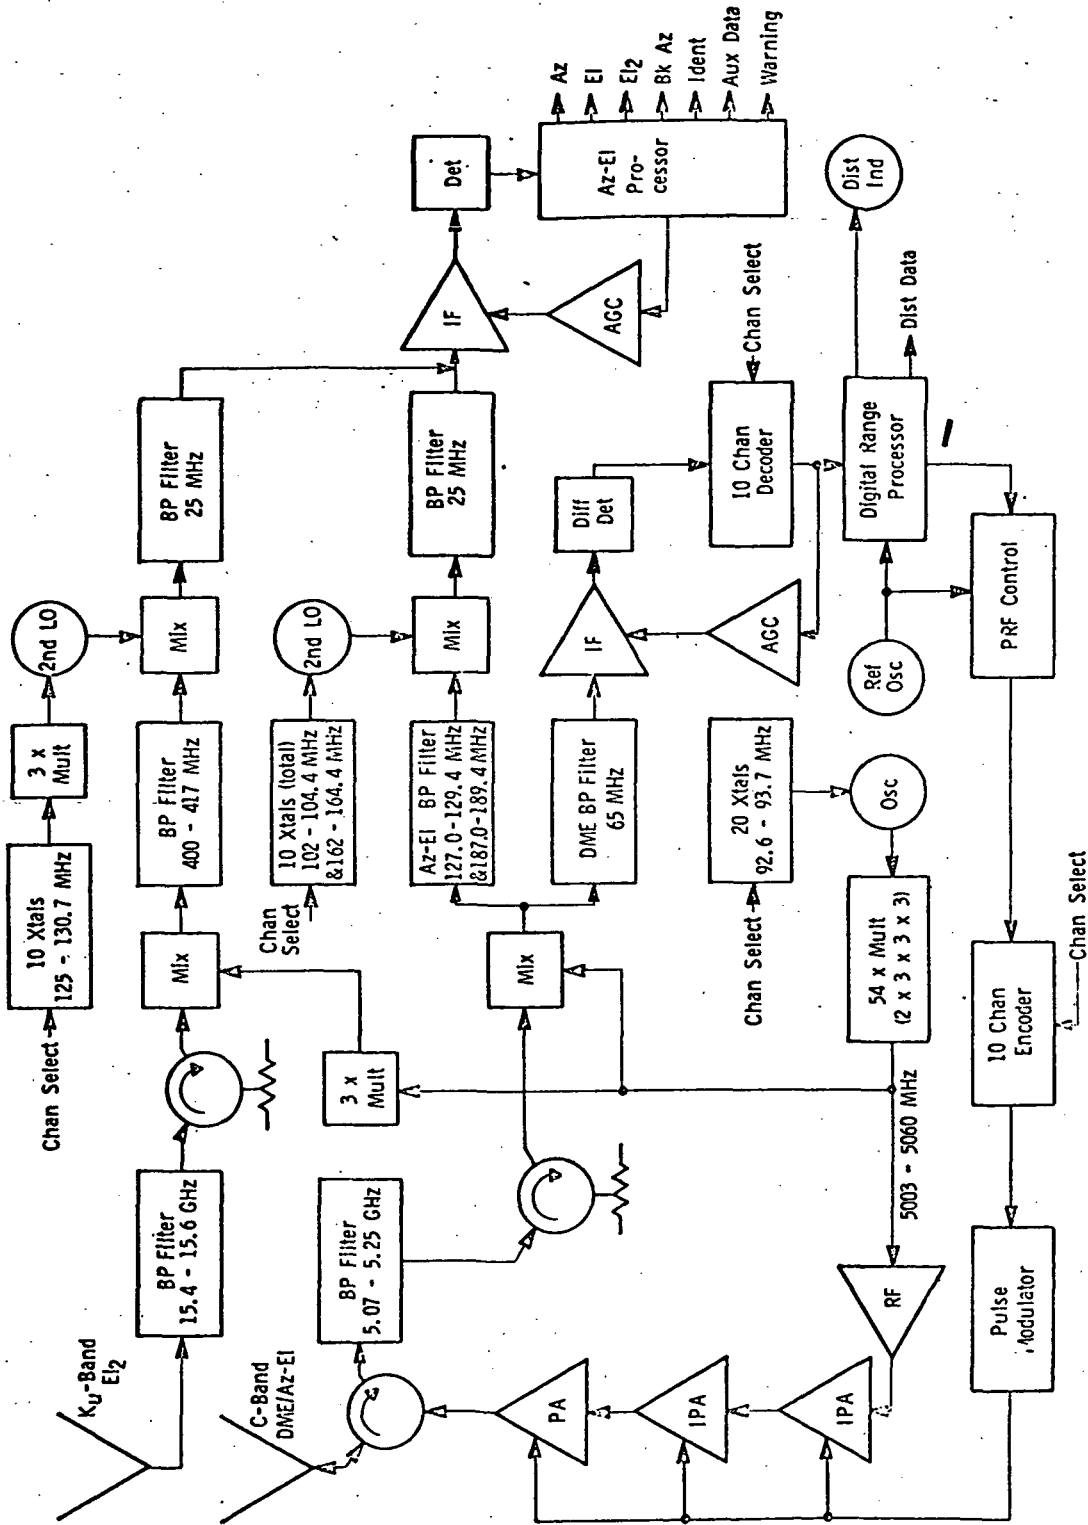 Ku-Band
El2
BP Filter
15.4 - 15.6 GHz
Chan Select
10 Xtals
125 - 130.7 MHz
3 x
Mult
2nd LO
Mix
BP Filter
400 - 417 MHz
Mix
BP Filter
25 MHz
C-Band
DME/Az-El
BP Filter
5.07 - 5.25 GHz
3 x
Mult
Chan
Select
10 Xtals (total)
102 - 104.4 MHz
&162 - 164.4 MHz
2nd LO
Mix
Az-El BP Filter
127.0-129.4 MHz
&187.0-189.4 MHz
Mix
BP Filter
25 MHz
IF
Det
AGC
Az-El
Pro-
cessor
Az
El
El2
Bk Az
Ident
Aux Data
Warning
DME BP Filter
65 MHz
IF
Diff
Det
AGC
10 Chan
Decoder
Chan Select
Chan Select
20 Xtals
92.6 - 93.7 MHz
Osc
54 x Mult
(2 x 3 x 3 x 3)
5003 - 5060 MHz
RF
IPA
IPA
PA
Ref
Osc
Digital Range
Processor
Dist
Ind
Dist Data
PRF Control
10 Chan
Encoder
Chan Select
Pulse
Modulator